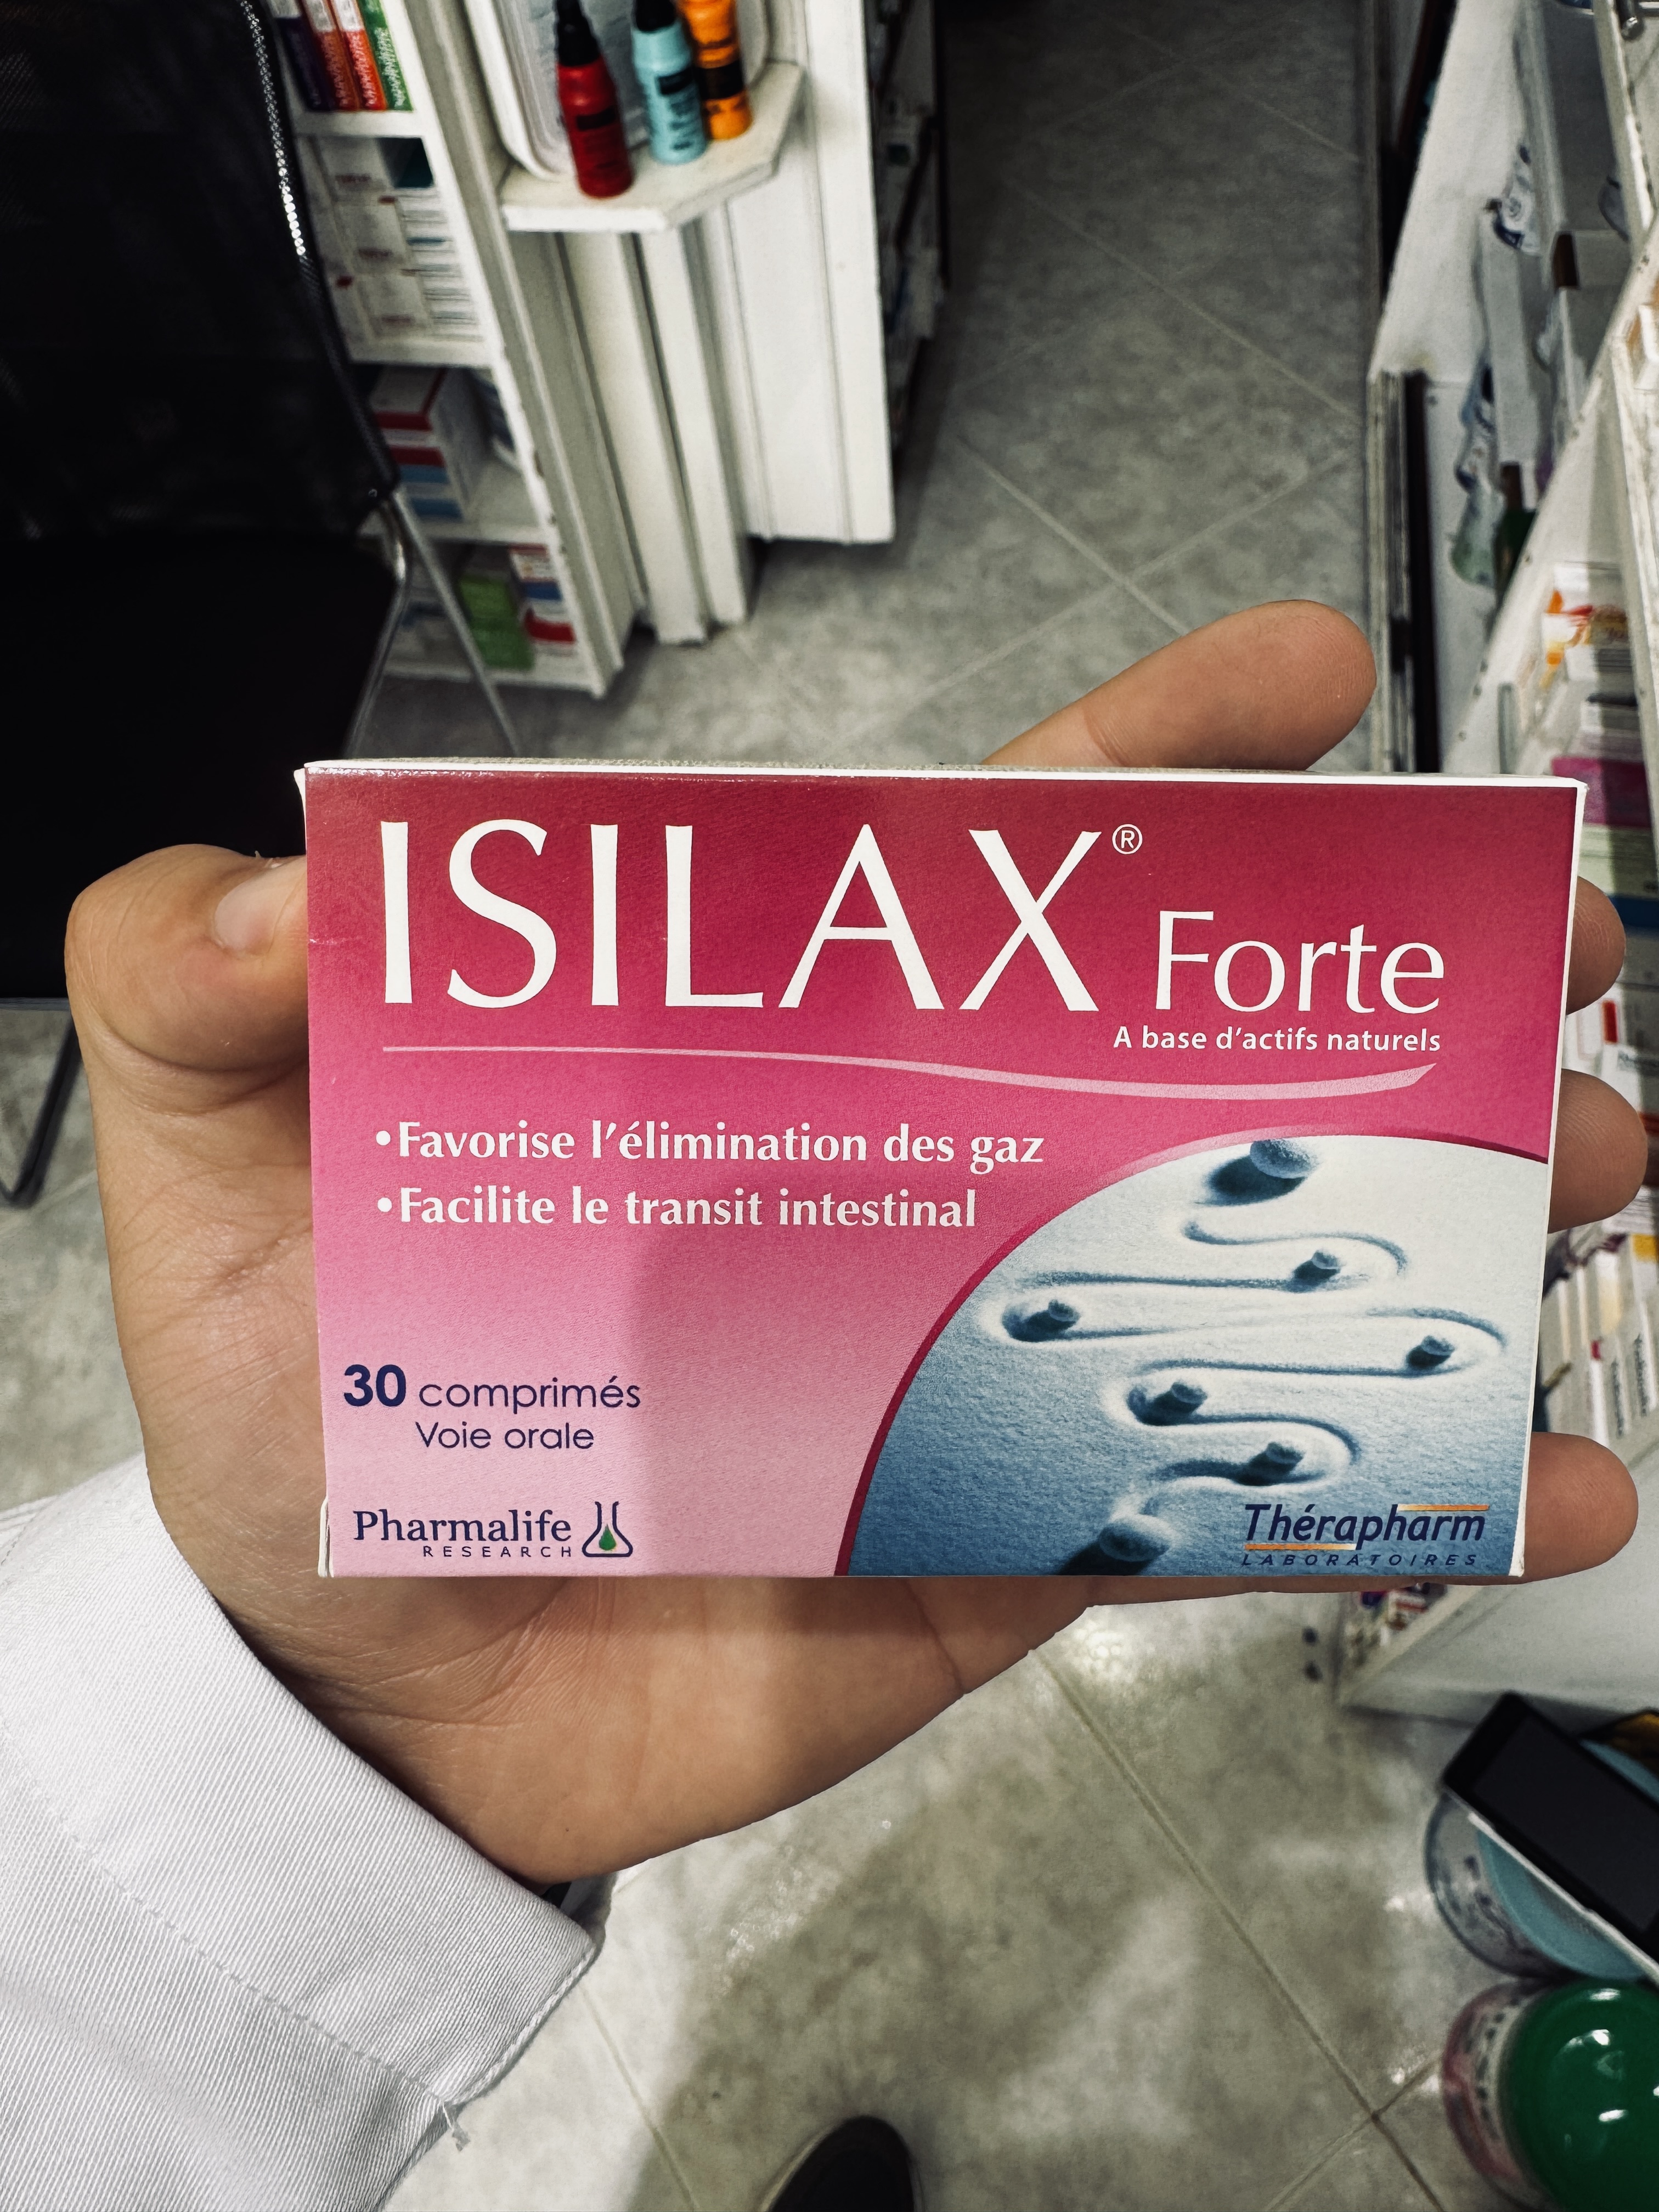 ISILAX® Forte
A base d'actifs naturels
•Favorise l'élimination des gaz
•Facilite le transit intestinal
30 comprimés
Voie orale
Pharmalife
RESEARCH
Thérapharm
LABORATOIRES